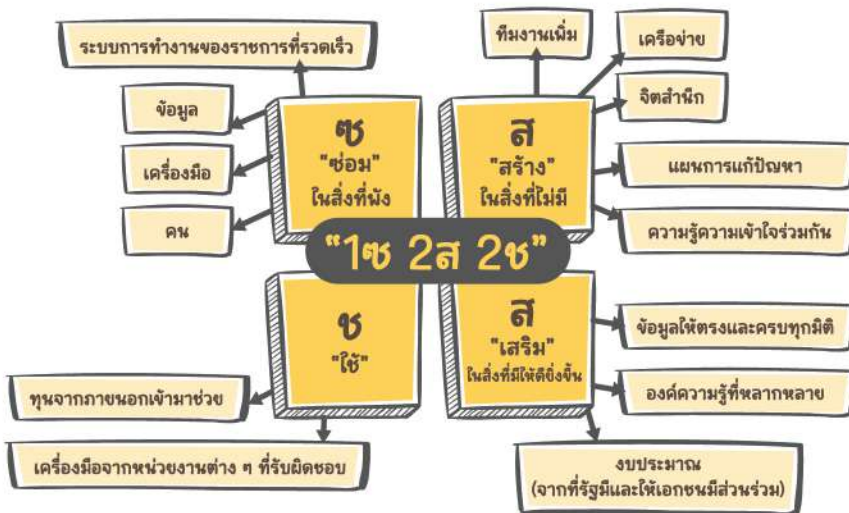 ระบบการทำงานของราชการที่รวดเร็ว
ข้อมูล
เครื่องมือ
คน
ซ
"ซ่อม"
ในสิ่งที่พัง
ทีมงานเพิ่ม
เครือข่าย
จิตสำนึก
แผนการแก้ปัญหา
ความรู้ความเข้าใจร่วมกัน
ส
"สร้าง"
ในสิ่งที่ไม่มี
"1ซ 2ส 2ช"
ช
"ใช้"
ทุนจากภายนอกเข้ามาช่วย
เครื่องมือจากหน่วยงานต่าง ๆ ที่รับผิดชอบ
ส
"เสริม"
ในสิ่งที่มีให้ดียิ่งขึ้น
ข้อมูลให้ตรงและครบทุกมิติ
องค์ความรู้ที่หลากหลาย
งบประมาณ
(จากที่รัฐมีและให้เอกชนมีส่วนร่วม)